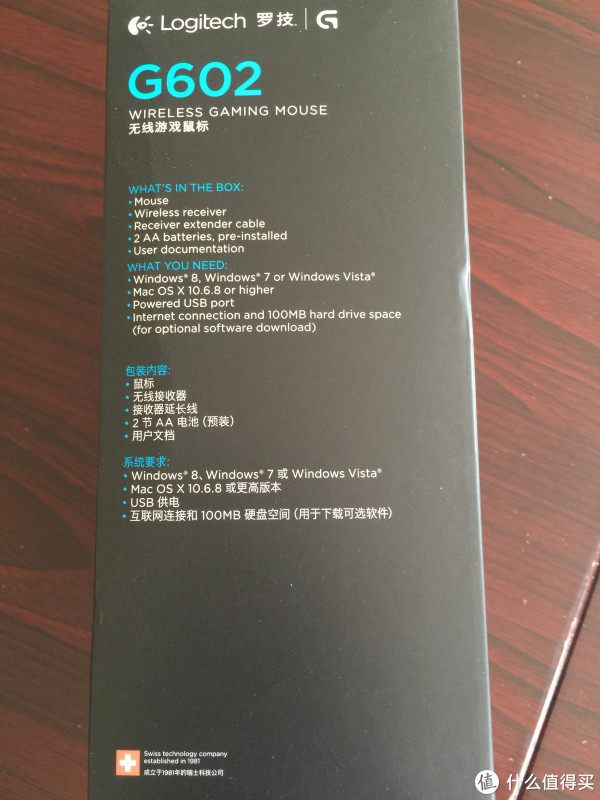 Logitech 罗技 G
G602
WIRELESS GAMING MOUSE
无线游戏鼠标
WHAT'S IN THE BOX:
• Mouse
• Wireless receiver
• Receiver extender cable
• 2 AA batteries, pre-installed
• User documentation
WHAT YOU NEED:
• Windows® 8, Windows® 7 or Windows Vista®
• Mac OS X 10.6.8 or higher
• Powered USB port
• Internet connection and 100MB hard drive space
(for optional software download)
包装内容:
• 鼠标
• 无线接收器
• 接收器延长线
• 2 节 AA 电池 (预装)
• 用户文档
系统要求:
• Windows® 8、Windows® 7 或 Windows Vista®
• Mac OS X 10.6.8 或更高版本
• USB 供电
• 互联网连接和 100MB 硬盘空间 (用于下载可选软件)
Swiss technology company
established in 1981
成立于1981年的瑞士科技公司
值 什么值得买